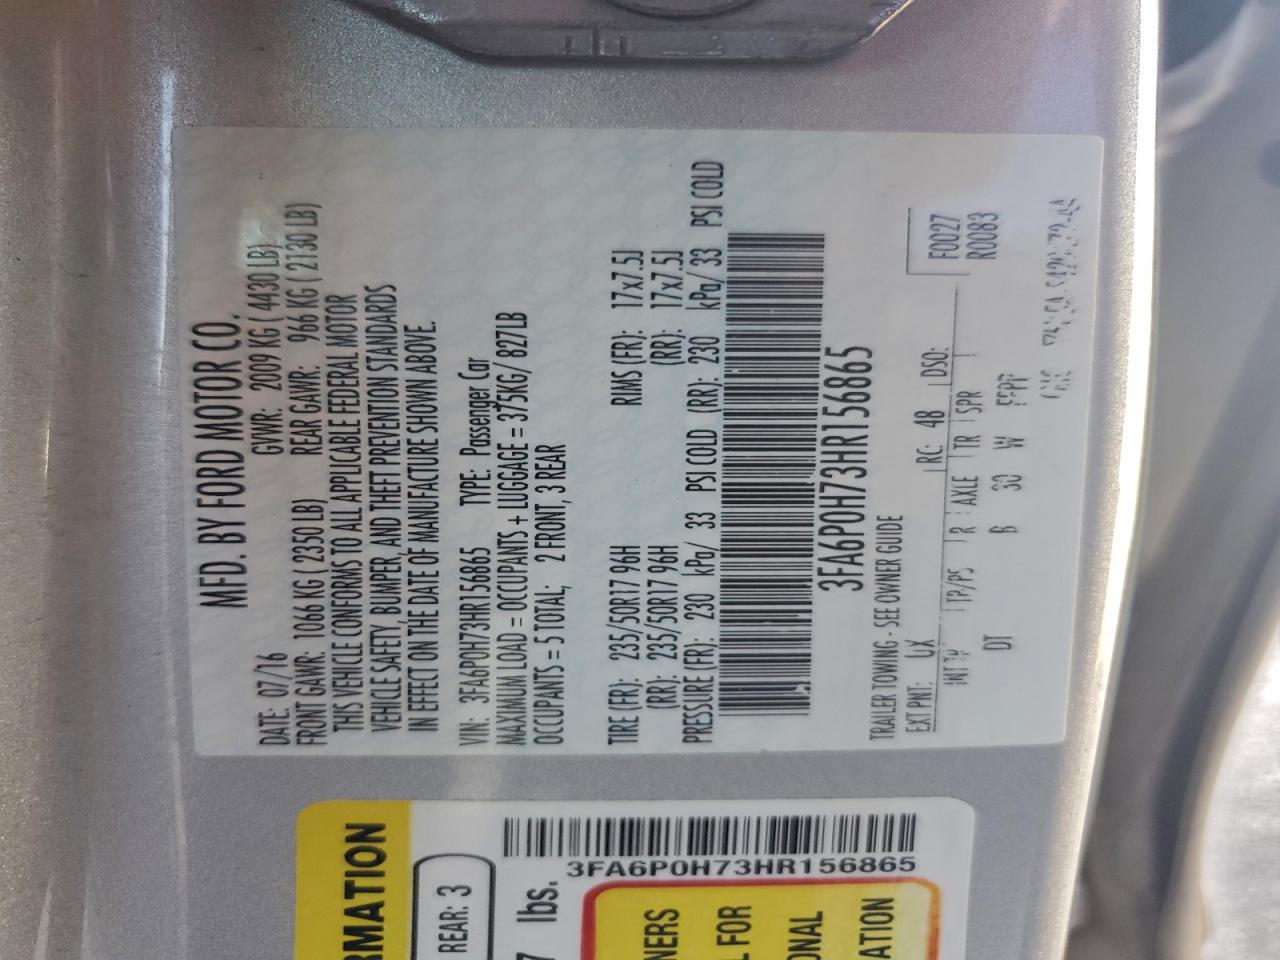 MFD. BY FORD MOTOR CO.
DATE: 07/16 GVWR: 2009 KG ( 4430 LB)
FRONT GAWR: 1066 KG ( 2350 LB) REAR GAWR: 966 KG ( 2130 LB)
THIS VEHICLE CONFORMS TO ALL APPLICABLE FEDERAL MOTOR
VEHICLE SAFETY, BUMPER, AND THEFT PREVENTION STANDARDS
IN EFFECT ON THE DATE OF MANUFACTURE SHOWN ABOVE.
VIN: 3FA6P0H73HR156865 TYPE: Passenger Car
MAXIMUM LOAD = OCCUPANTS + LUGGAGE = 375KG/ 827LB
OCCUPANTS = 5 TOTAL; 2 FRONT, 3 REAR
TIRE (FR): 235/50R17 96H RIMS (FR): 17x7.5J
(RR): 235/50R17 96H (RR): 17x7.5J
PRESSURE (FR): 230 kPa/ 33 PSI COLD (RR): 230 kPa/ 33 PSI COLD
3FA6P0H73HR156865
TRAILER TOWING - SEE OWNER GUIDE
EXT PNT: UX RC: 48 DSO: F0027
INT TR TP/PS R AXLE TR SPR R0083
DT
RMATION
REAR: 3
7 lbs.
3FA6P0H73HR156865
NERS
L FOR
ONAL
ATION